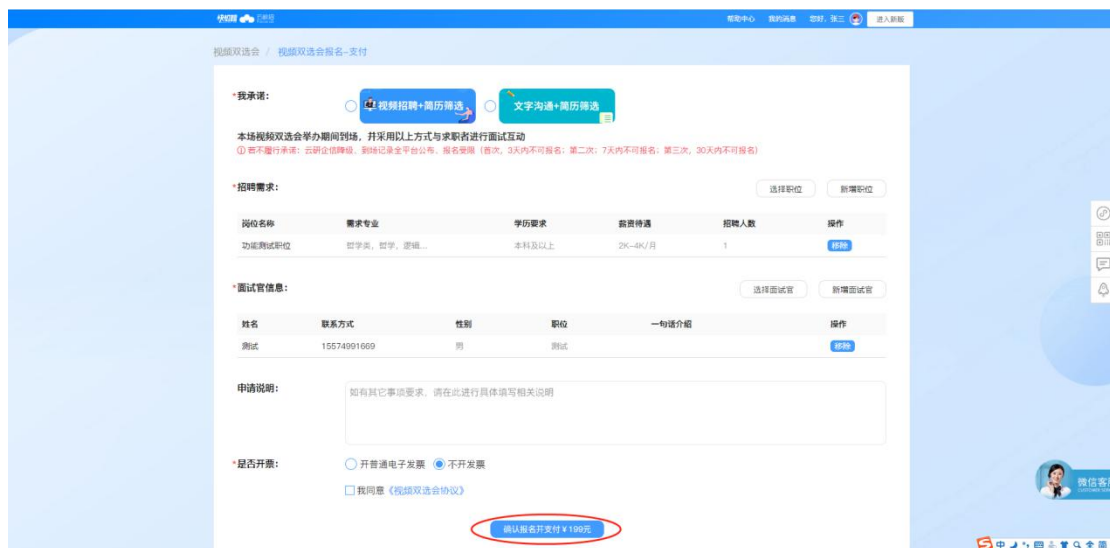 快就业 云就站
帮助中心 我的消息 您好，张三 进入新版
视频双选会 / 视频双选会报名-支付
*我承诺：
视频招聘+简历筛选 文字沟通+简历筛选
本场视频双选会举办期间到场，并采用以上方式与求职者进行面试互动
① 若不履行承诺：云研企信降级、到场记录全平台公布、报名受限（首次，3天内不可报名；第二次：7天内不可报名；第三次，30天内不可报名）
*招聘需求：
选择职位 新增职位
岗位名称 需求专业 学历要求 薪资待遇 招聘人数 操作
功能测试职位 哲学类，哲学，逻辑... 本科及以上 2K-4K/月 1 移除
*面试官信息：
选择面试官 新增面试官
姓名 联系方式 性别 职位 一句话介绍 操作
测试 15574991669 男 测试 移除
申请说明：
如有其它事项要求，请在此进行具体填写相关说明
*是否开票：
开普通电子发票 不开发票
我同意《视频双选会协议》
确认报名并支付￥199元
微信客服
中